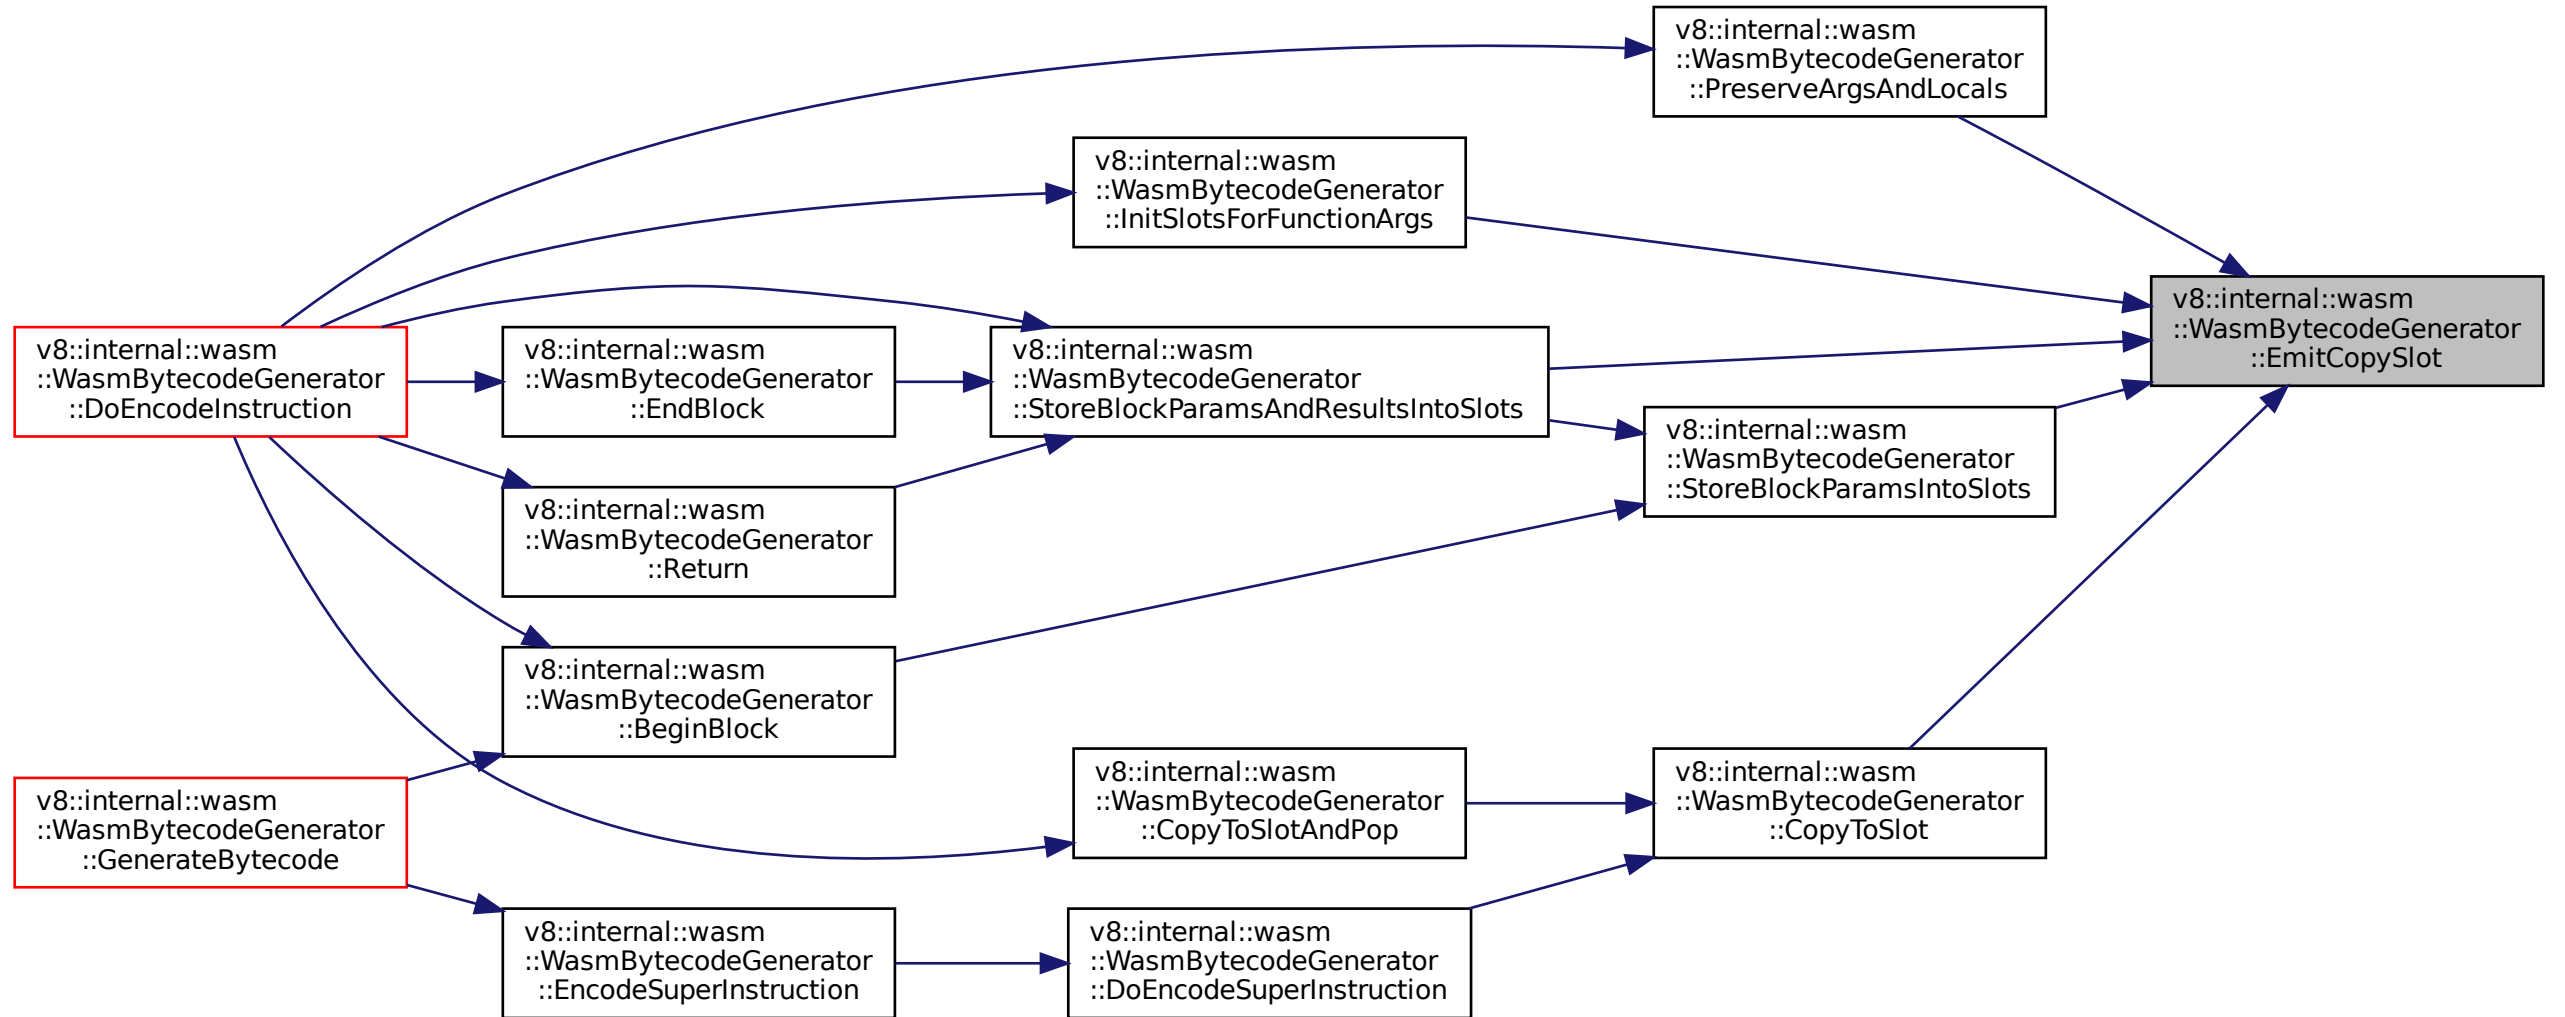 v8::internal::wasm
::WasmBytecodeGenerator
::PreserveArgsAndLocals
v8::internal::wasm
::WasmBytecodeGenerator
::InitSlotsForFunctionArgs
v8::internal::wasm
::WasmBytecodeGenerator
::EmitCopySlot
v8::internal::wasm
::WasmBytecodeGenerator
::DoEncodeInstruction
v8::internal::wasm
::WasmBytecodeGenerator
::EndBlock
v8::internal::wasm
::WasmBytecodeGenerator
::StoreBlockParamsAndResultsIntoSlots
v8::internal::wasm
::WasmBytecodeGenerator
::StoreBlockParamsIntoSlots
v8::internal::wasm
::WasmBytecodeGenerator
::Return
v8::internal::wasm
::WasmBytecodeGenerator
::BeginBlock
v8::internal::wasm
::WasmBytecodeGenerator
::GenerateBytecode
v8::internal::wasm
::WasmBytecodeGenerator
::CopyToSlotAndPop
v8::internal::wasm
::WasmBytecodeGenerator
::CopyToSlot
v8::internal::wasm
::WasmBytecodeGenerator
::EncodeSuperInstruction
v8::internal::wasm
::WasmBytecodeGenerator
::DoEncodeSuperInstruction